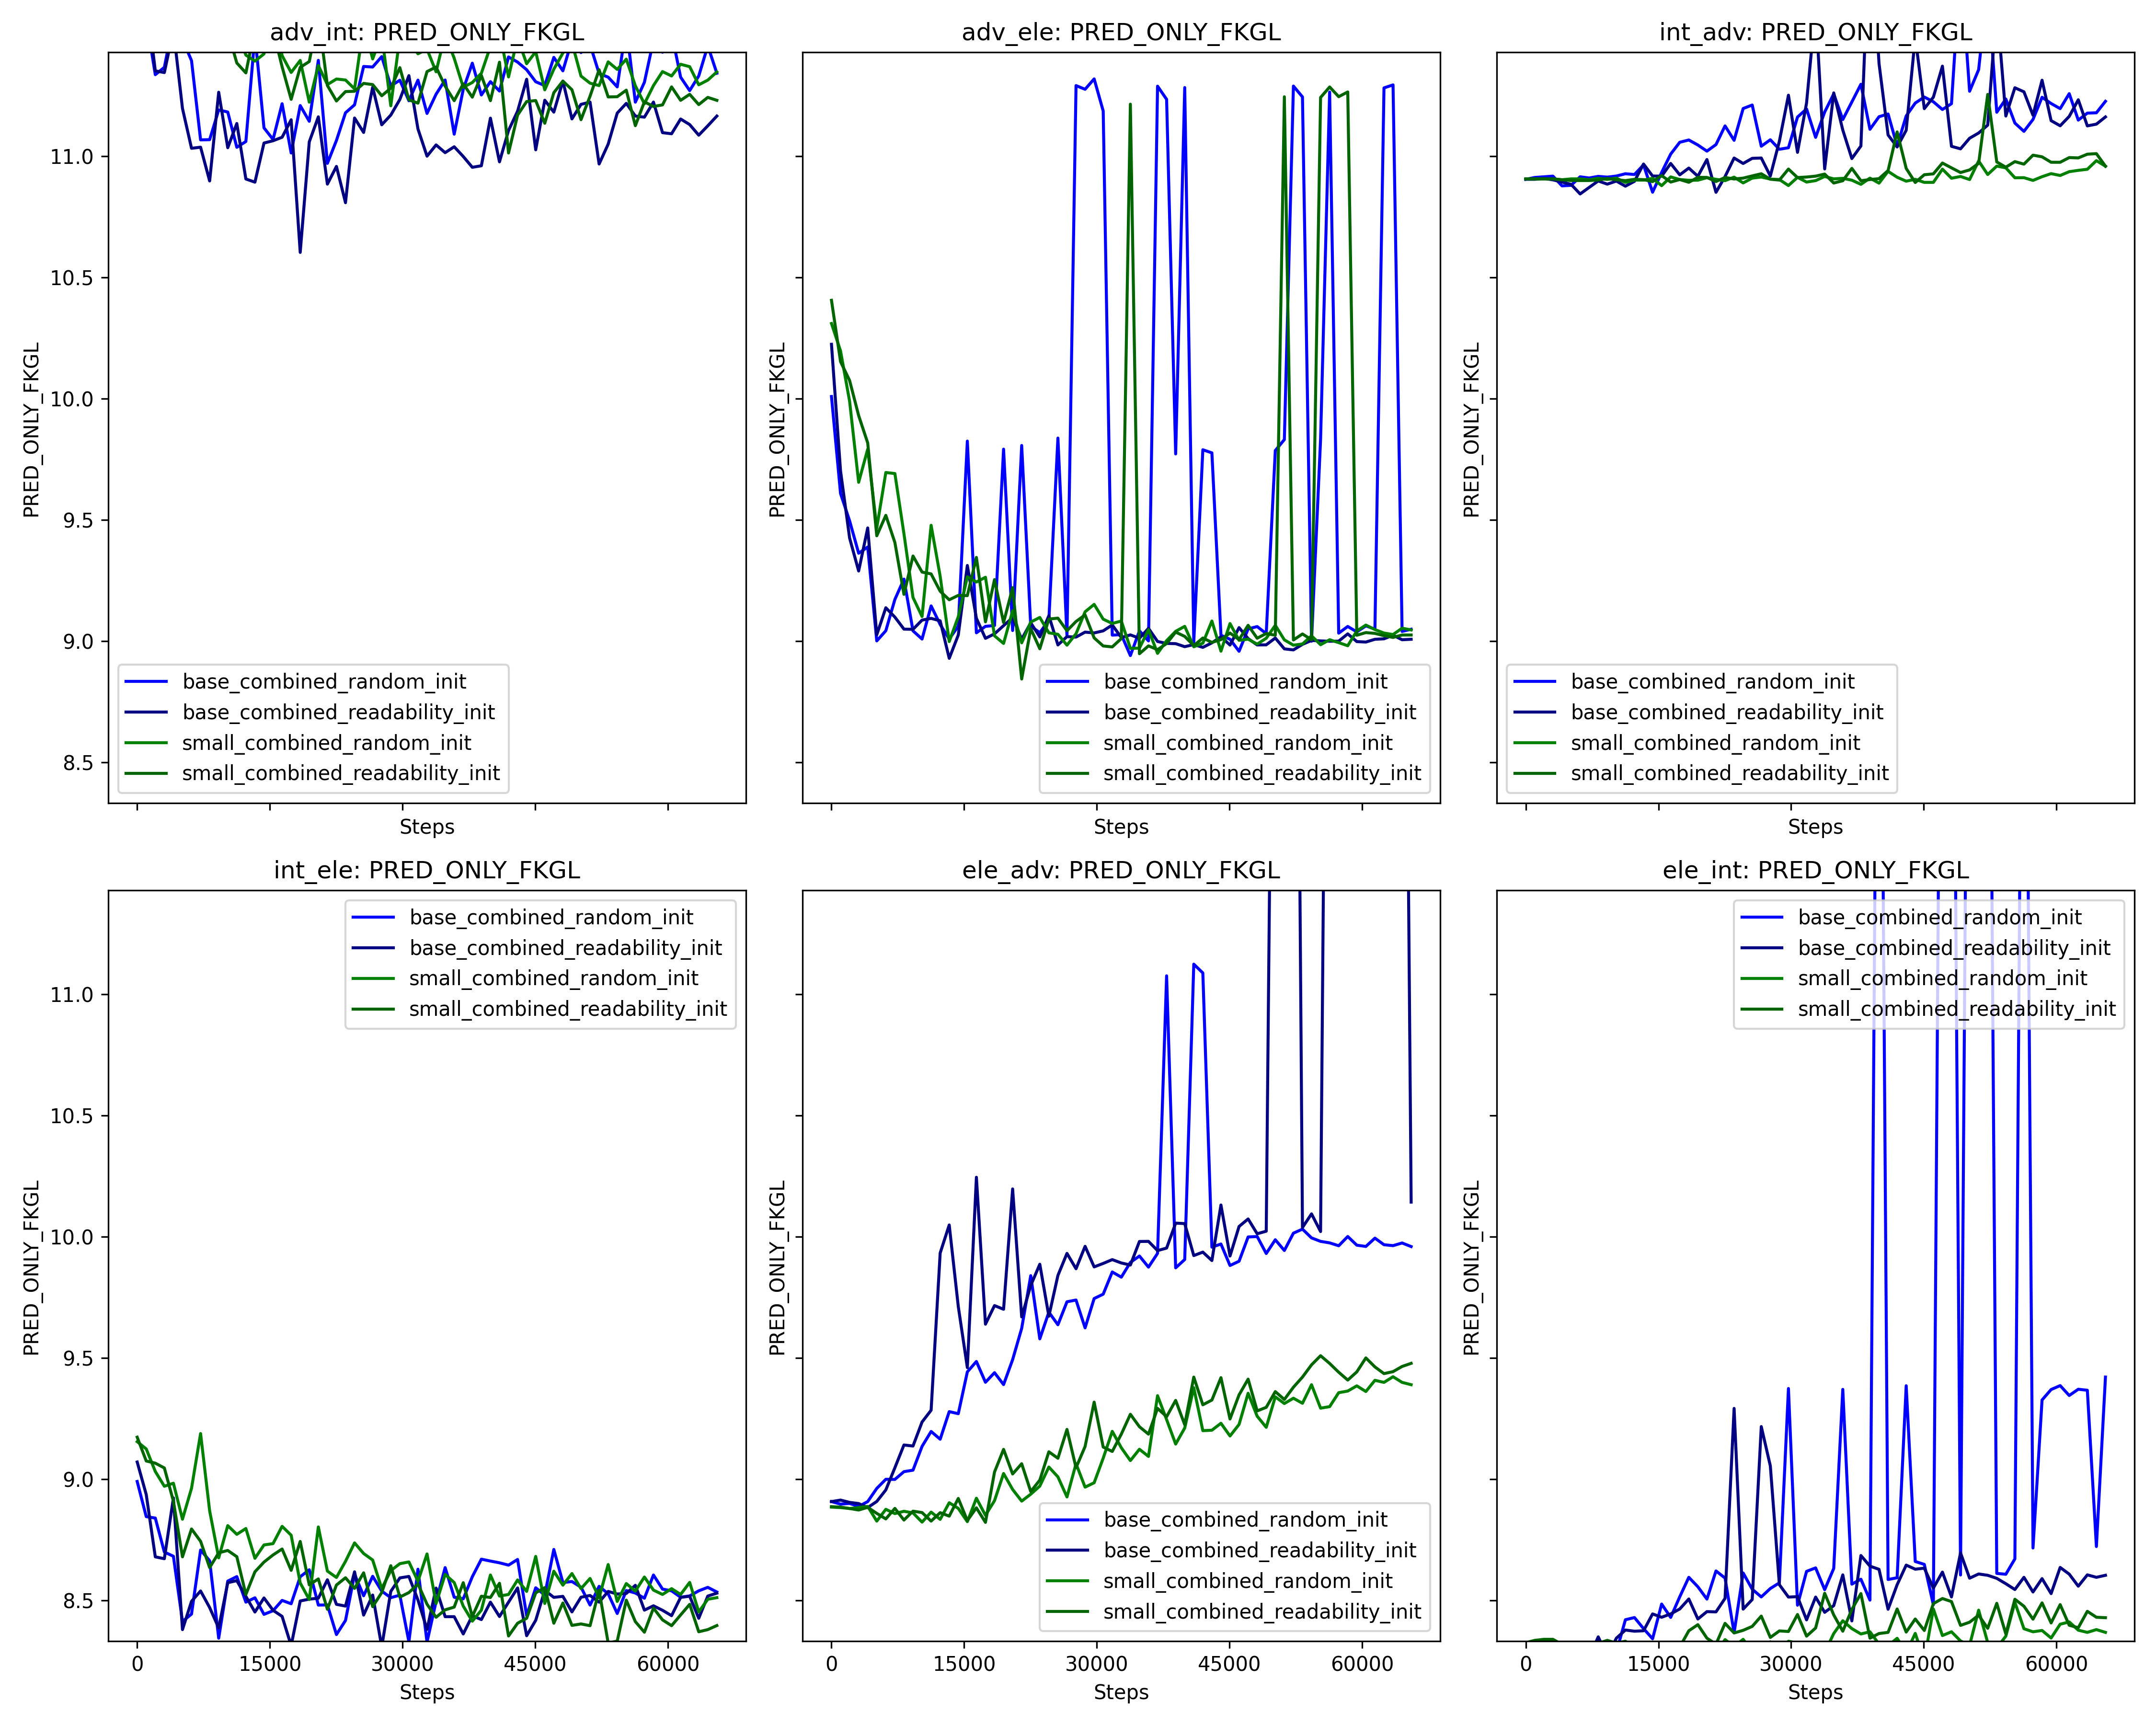 adv_int: PRED_ONLY_FKGL
PRED_ONLY_FKGL
11.0
10.5
10.0
9.5
9.0
8.5
base_combined_random_init
base_combined_readability_init
small_combined_random_init
small_combined_readability_init
Steps
adv_ele: PRED_ONLY_FKGL
PRED_ONLY_FKGL
base_combined_random_init
base_combined_readability_init
small_combined_random_init
small_combined_readability_init
Steps
int_adv: PRED_ONLY_FKGL
PRED_ONLY_FKGL
base_combined_random_init
base_combined_readability_init
small_combined_random_init
small_combined_readability_init
Steps
int_ele: PRED_ONLY_FKGL
PRED_ONLY_FKGL
11.0
10.5
10.0
9.5
9.0
8.5
base_combined_random_init
base_combined_readability_init
small_combined_random_init
small_combined_readability_init
0 15000 30000 45000 60000
Steps
ele_adv: PRED_ONLY_FKGL
PRED_ONLY_FKGL
base_combined_random_init
base_combined_readability_init
small_combined_random_init
small_combined_readability_init
0 15000 30000 45000 60000
Steps
ele_int: PRED_ONLY_FKGL
PRED_ONLY_FKGL
base_combined_random_init
base_combined_readability_init
small_combined_random_init
small_combined_readability_init
0 15000 30000 45000 60000
Steps